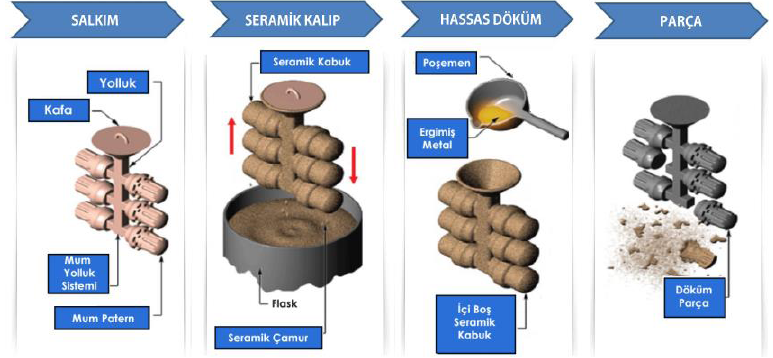 SALKIM
SERAMİK KALIP
HASSAS DÖKÜM
PARÇA
Yolluk
Kafa
Mum
Yolluk
Sistemi
Mum Patern
Seramik Kabuk
Flask
Seramik Çamur
Poşemen
Ergimiş
Metal
İçi Boş
Seramik
Kabuk
Döküm
Parça